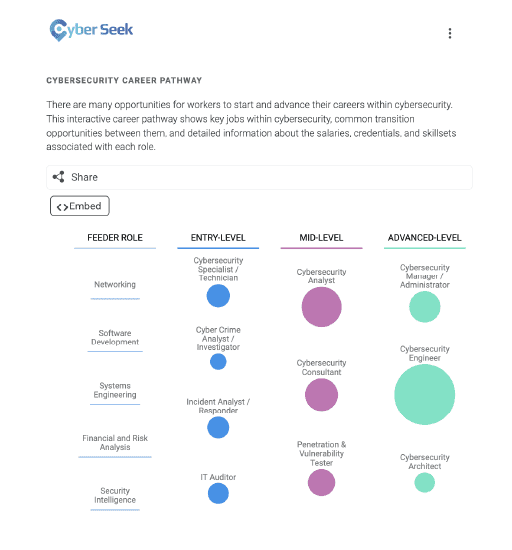 Cyber Seek
CYBERSECURITY CAREER PATHWAY
There are many opportunities for workers to start and advance their careers within cybersecurity.
This interactive career pathway shows key jobs within cybersecurity, common transition
opportunities between them, and detailed information about the salaries, credentials, and skillsets
associated with each role.
Share
<>Embed
FEEDER ROLE
ENTRY-LEVEL
MID-LEVEL
ADVANCED-LEVEL
Networking
Software
Development
Systems
Engineering
Financial and Risk
Analysis
Security
Intelligence
Cybersecurity
Specialist /
Technician
Cyber Crime
Analyst /
Investigator
Incident Analyst /
Responder
IT Auditor
Cybersecurity
Analyst
Cybersecurity
Consultant
Penetration &
Vulnerability
Tester
Cybersecurity
Manager /
Administrator
Cybersecurity
Engineer
Cybersecurity
Architect